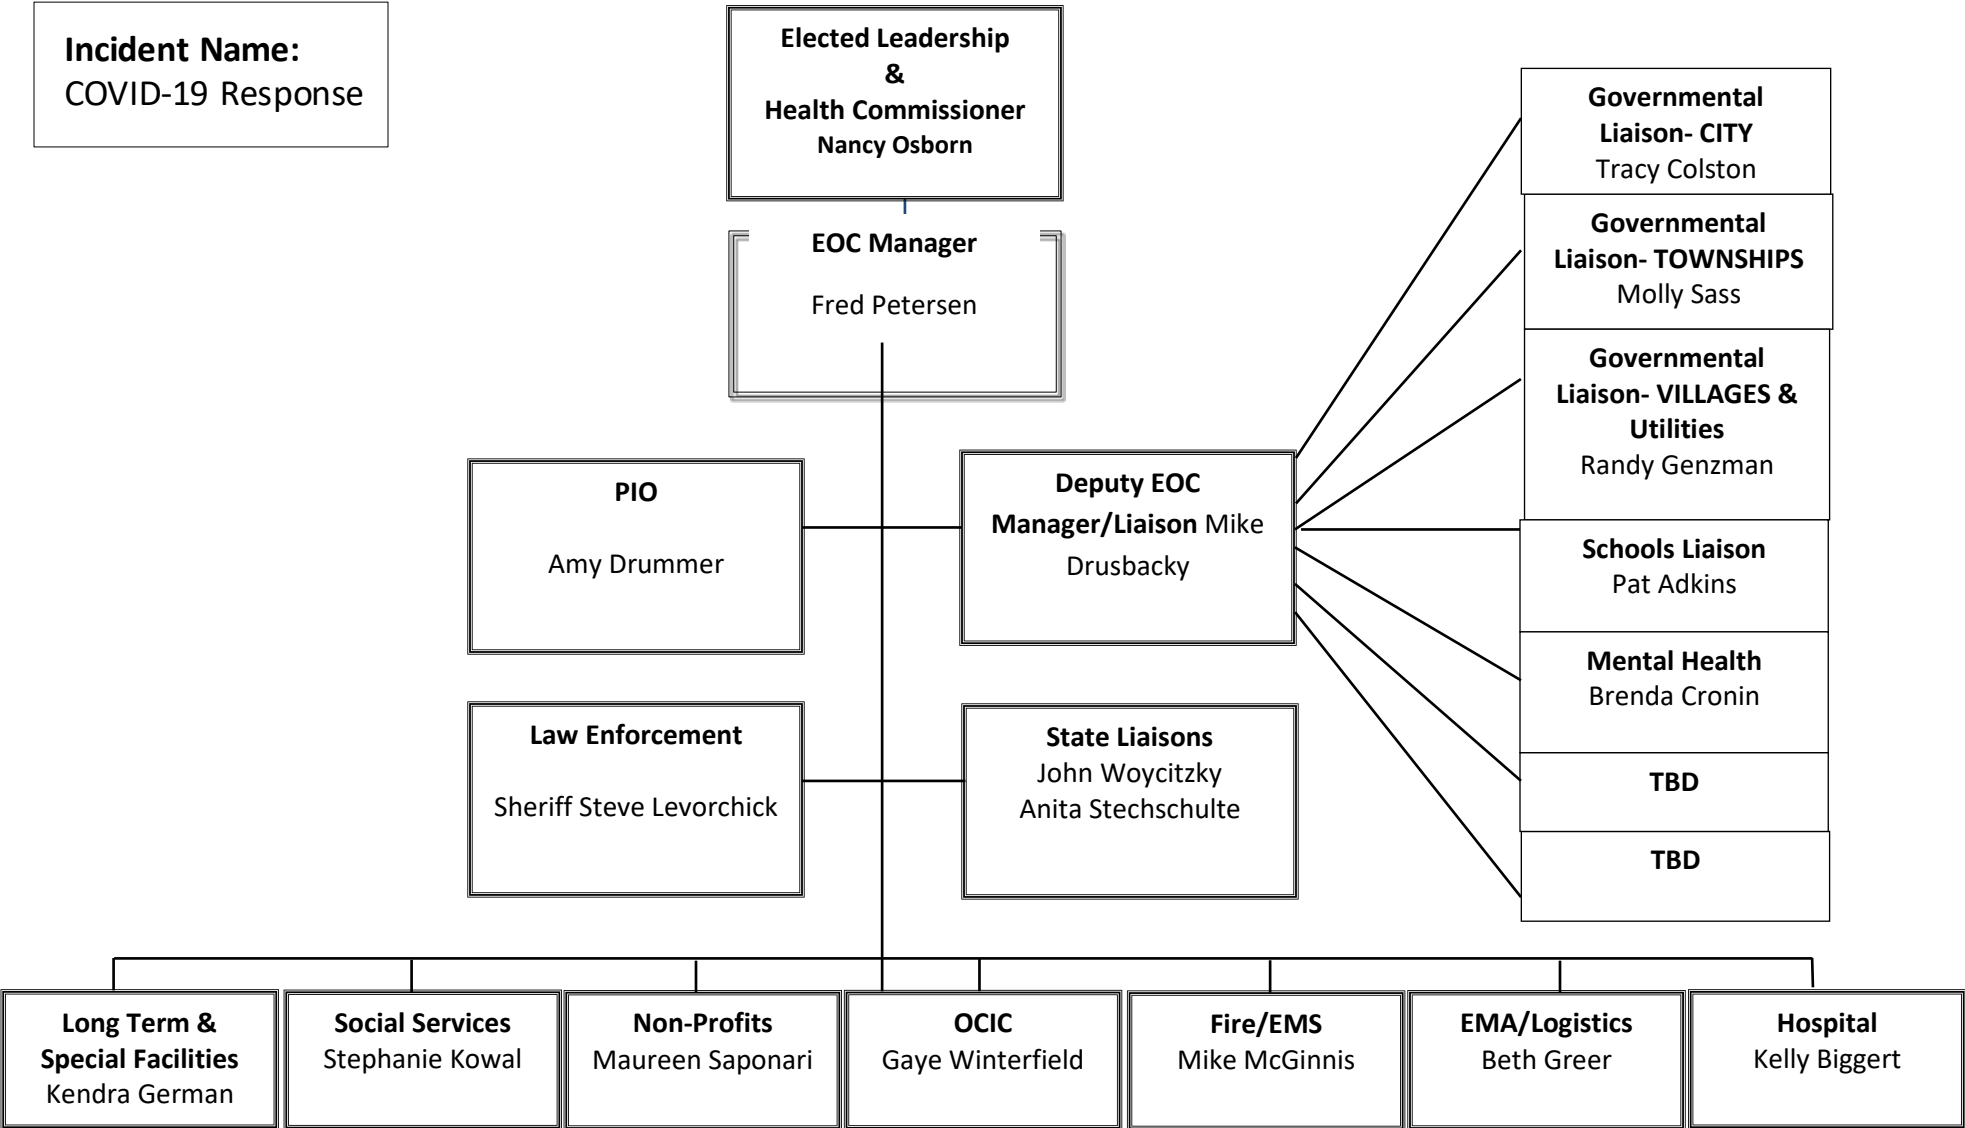 Incident Name:
COVID-19 Response
Elected Leadership
&
Health Commissioner
Nancy Osborn
EOC Manager
Fred Petersen
PIO
Amy Drummer
Deputy EOC
Manager/Liaison Mike
Drusbacky
Law Enforcement
Sheriff Steve Levorchick
State Liaisons
John Woycitzky
Anita Stechschulte
Governmental
Liaison- CITY
Tracy Colston
Governmental
Liaison- TOWNSHIPS
Molly Sass
Governmental
Liaison- VILLAGES &
Utilities
Randy Genzman
Schools Liaison
Pat Adkins
Mental Health
Brenda Cronin
TBD
TBD
Long Term &
Special Facilities
Kendra German
Social Services
Stephanie Kowal
Non-Profits
Maureen Saponari
OCIC
Gaye Winterfield
Fire/EMS
Mike McGinnis
EMA/Logistics
Beth Greer
Hospital
Kelly Biggert